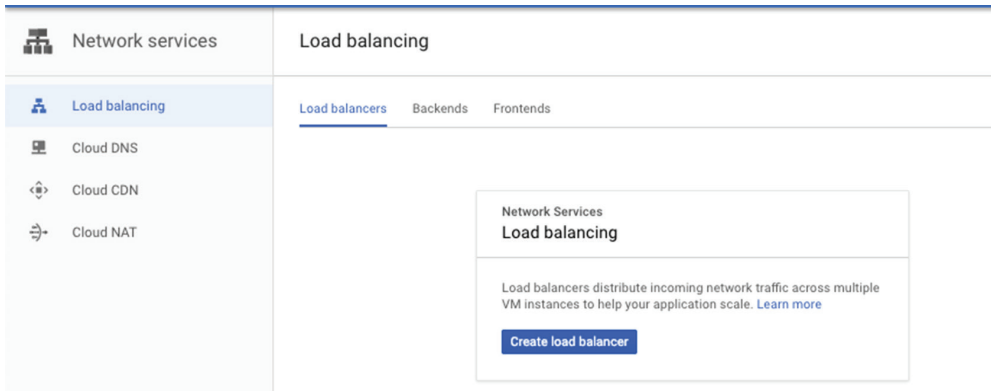 Network services
Load balancing
Load balancing
Cloud DNS
Cloud CDN
Cloud NAT
Load balancers Backends Frontends
Network Services
Load balancing
Load balancers distribute incoming network traffic across multiple
VM instances to help your application scale. Learn more
Create load balancer